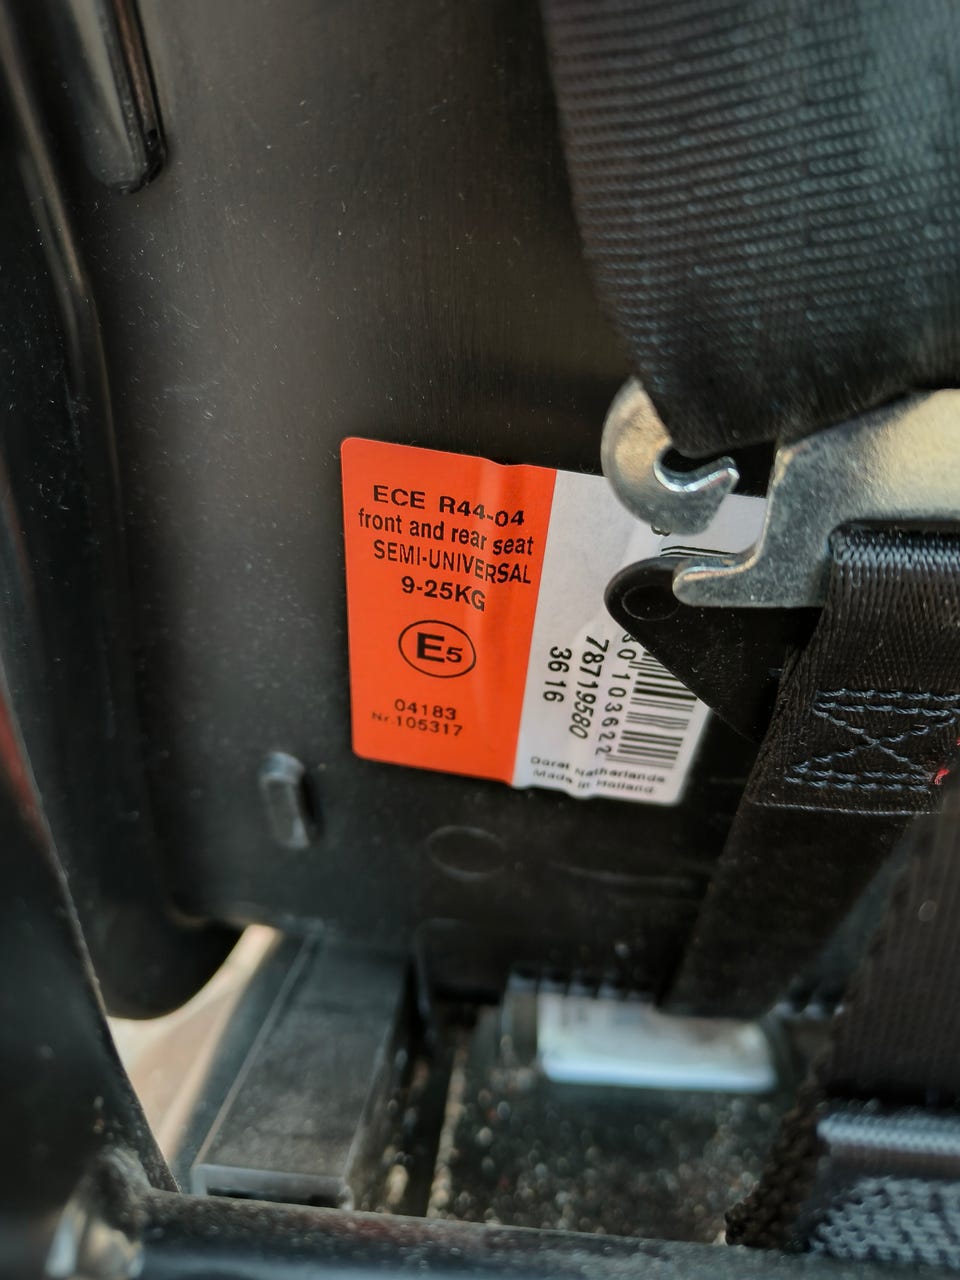 ECE R44-04
front and rear seat
SEMI-UNIVERSAL
9-25KG
E5
04183
Nr.105317
3616
78719580
30103622
Dorel Netherlands
Made in Holland